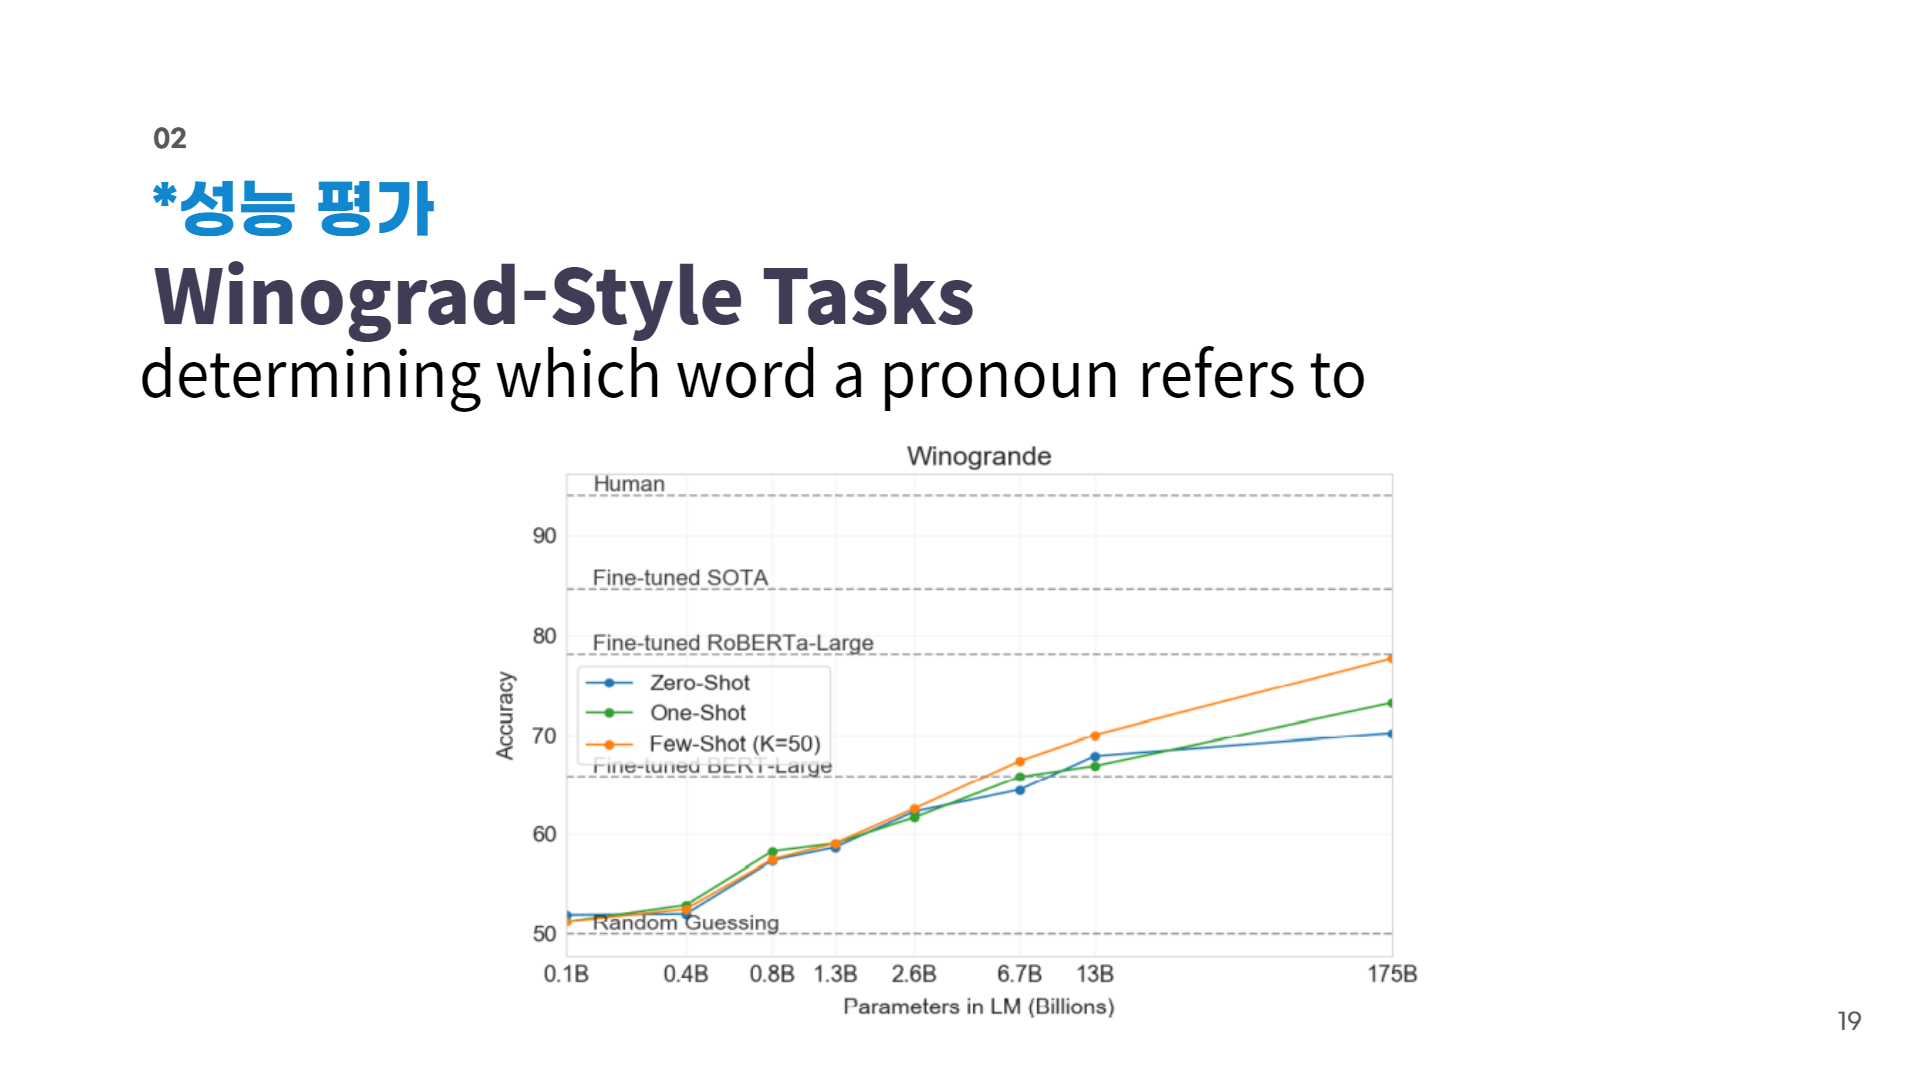 02
*성능 평가
Winograd-Style Tasks
determining which word a pronoun refers to
Winogrande
Human
90
Fine-tuned SOTA
80
Fine-tuned RoBERTa-Large
Zero-Shot
One-Shot
70
Few-Shot (K=50)
Fine-tuned BERT-Large
60
Random Guessing
50
Accuracy
0.1B 0.4B 0.8B 1.3B 2.6B 6.7B 13B 175B
Parameters in LM (Billions)
19